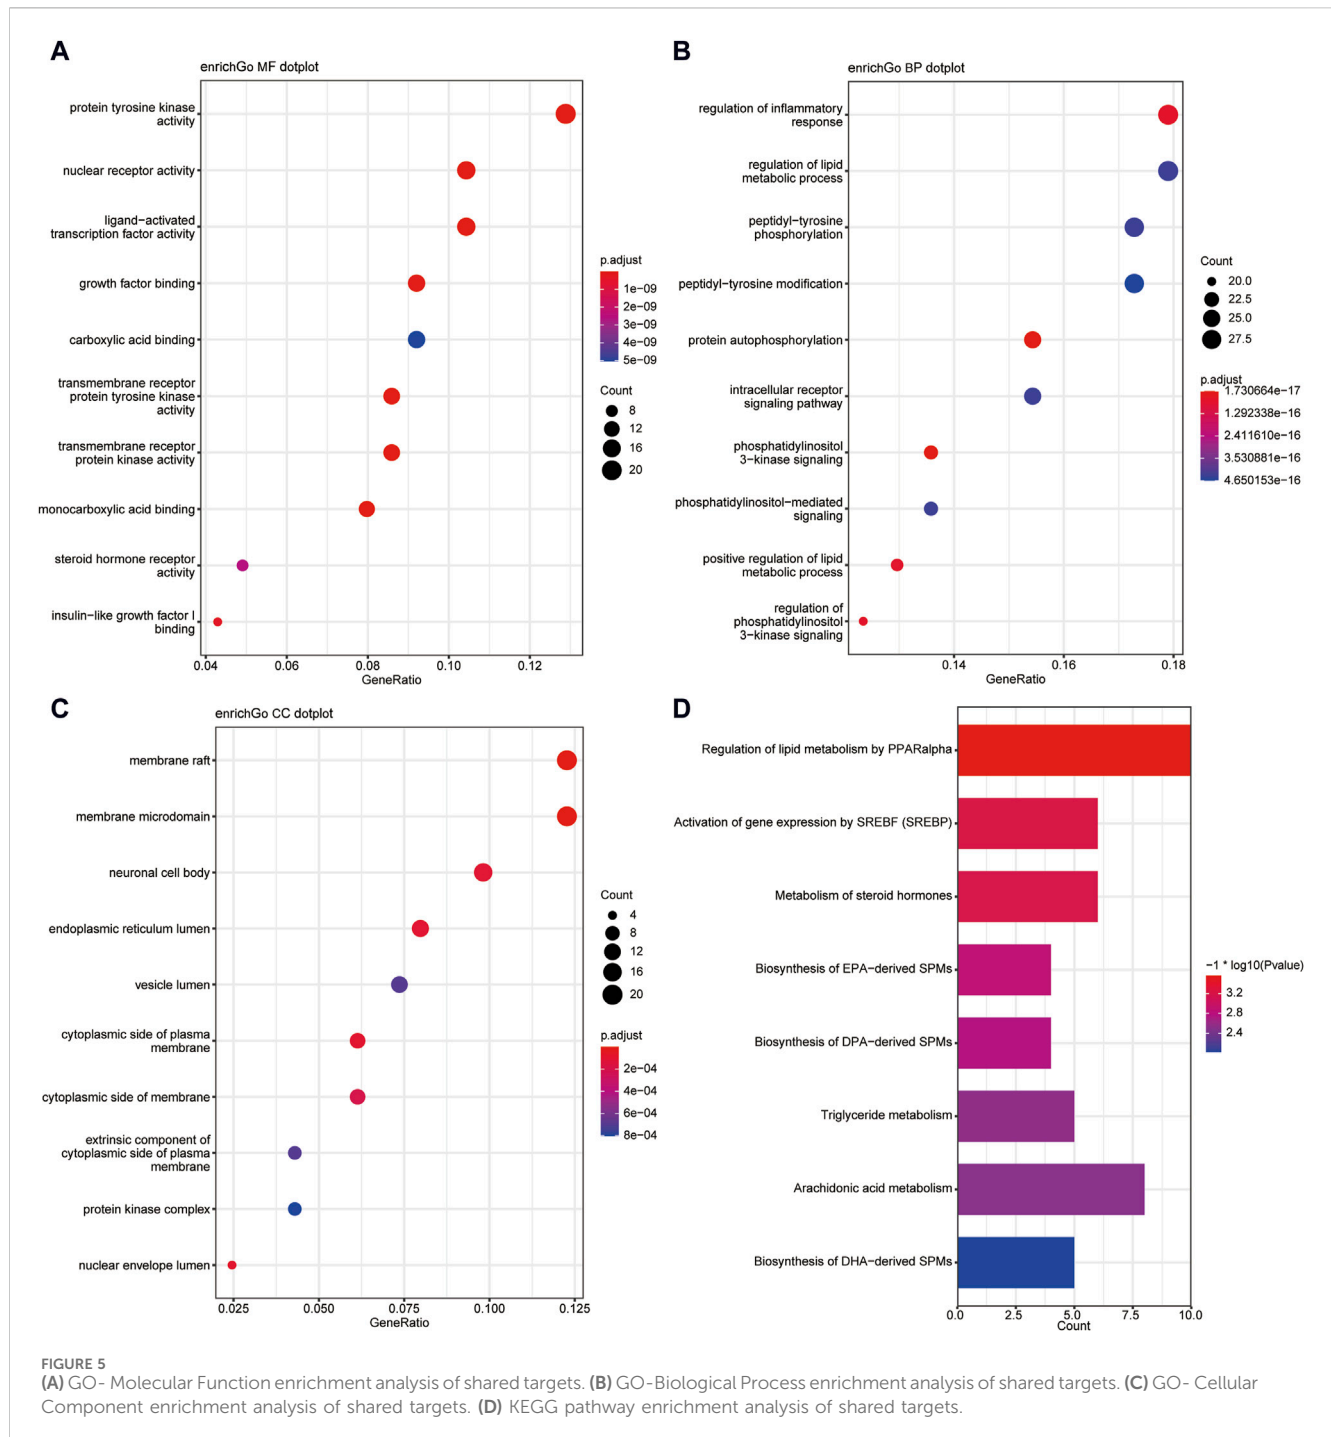 A
enrichGo MF dotplot
protein tyrosine kinase
activity
nuclear receptor activity
ligand−activated
transcription factor activity
growth factor binding
carboxylic acid binding
transmembrane receptor
protein tyrosine kinase
activity
transmembrane receptor
protein kinase activity
monocarboxylic acid binding
steroid hormone receptor
activity
insulin−like growth factor I
binding
0.04 0.06 0.08 0.10 0.12
GeneRatio
p.adjust
1e−09
2e−09
3e−09
4e−09
5e−09
Count
8
12
16
20
B
enrichGo BP dotplot
regulation of inflammatory
response
regulation of lipid
metabolic process
peptidyl−tyrosine
phosphorylation
peptidyl−tyrosine modification
protein autophosphorylation
intracellular receptor
signaling pathway
phosphatidylinositol
3−kinase signaling
phosphatidylinositol−mediated
signaling
positive regulation of lipid
metabolic process
regulation of
phosphatidylinositol
3−kinase signaling
0.14 0.16 0.18
GeneRatio
Count
20.0
22.5
25.0
27.5
p.adjust
1.730664e−17
1.292338e−16
2.411610e−16
3.530881e−16
4.650153e−16
C
enrichGo CC dotplot
membrane raft
membrane microdomain
neuronal cell body
endoplasmic reticulum lumen
vesicle lumen
cytoplasmic side of plasma
membrane
cytoplasmic side of membrane
extrinsic component of
cytoplasmic side of plasma
membrane
protein kinase complex
nuclear envelope lumen
0.025 0.050 0.075 0.100 0.125
GeneRatio
Count
4
8
12
16
20
p.adjust
2e−04
4e−04
6e−04
8e−04
D
Regulation of lipid metabolism by PPARalpha
Activation of gene expression by SREBF (SREBP)
Metabolism of steroid hormones
Biosynthesis of EPA−derived SPMs
Biosynthesis of DPA−derived SPMs
Triglyceride metabolism
Arachidonic acid metabolism
Biosynthesis of DHA−derived SPMs
0.0 2.5 5.0 7.5 10.0
Count
−1 * log10(Pvalue)
3.2
2.8
2.4
FIGURE 5
(A) GO- Molecular Function enrichment analysis of shared targets. (B) GO-Biological Process enrichment analysis of shared targets. (C) GO- Cellular
Component enrichment analysis of shared targets. (D) KEGG pathway enrichment analysis of shared targets.